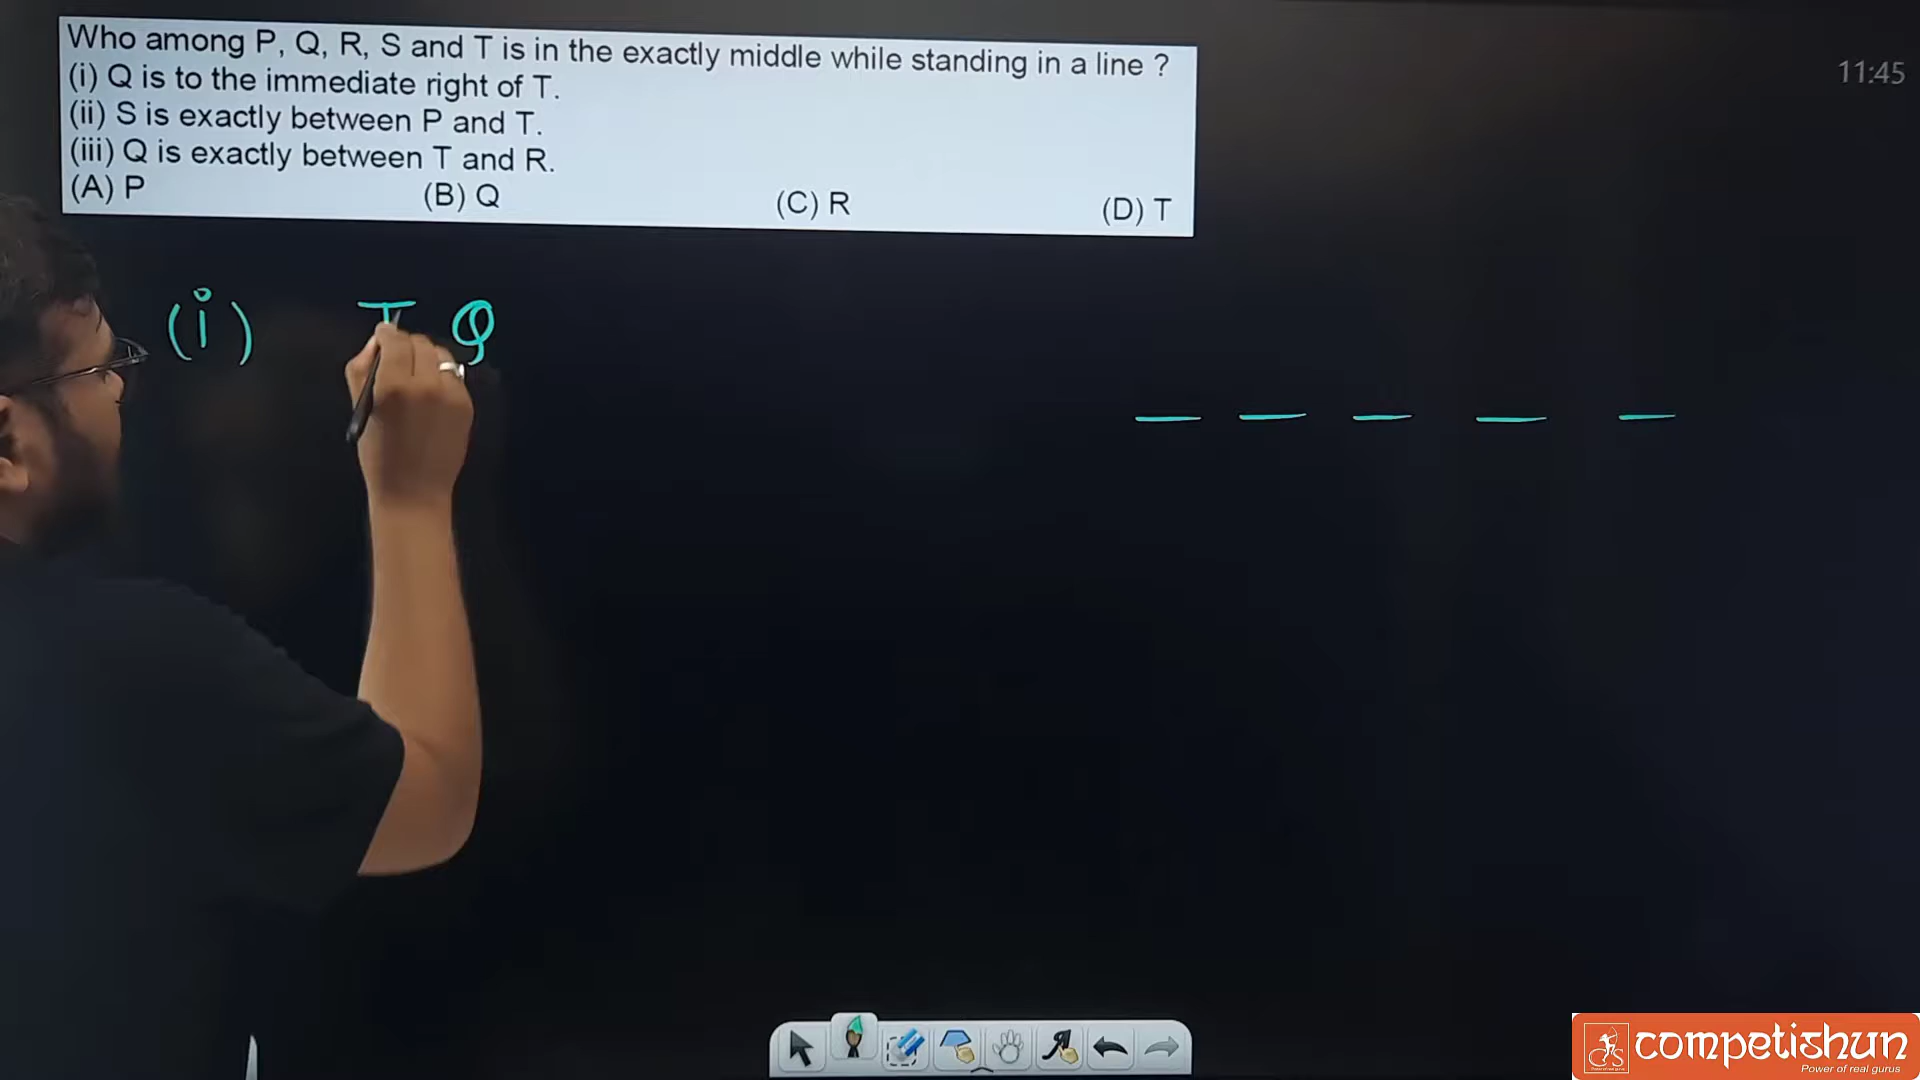 Who among P, Q, R, S and T is in the exactly middle while standing in a line ?
(i) Q is to the immediate right of T.
(ii) S is exactly between P and T.
(iii) Q is exactly between T and R.
(A) P (B) Q (C) R (D) T
11:45
(i) T Q
competishun
Power of real gurus